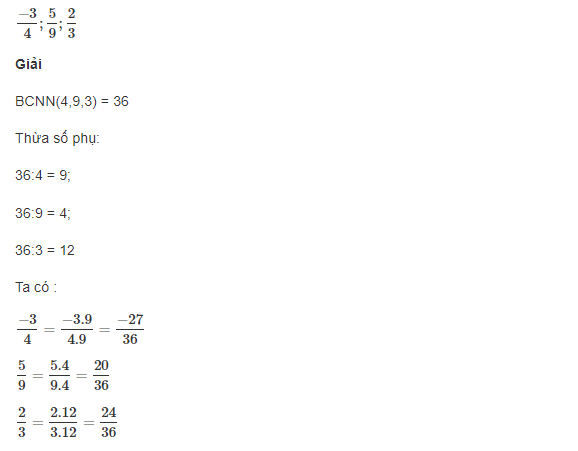 −3/4 ; 5/9 ; 2/3
Giải
BCNN(4,9,3) = 36
Thừa số phụ:
36:4 = 9;
36:9 = 4;
36:3 = 12
Ta có :
−3/4 = −3.9/4.9 = −27/36
5/9 = 5.4/9.4 = 20/36
2/3 = 2.12/3.12 = 24/36